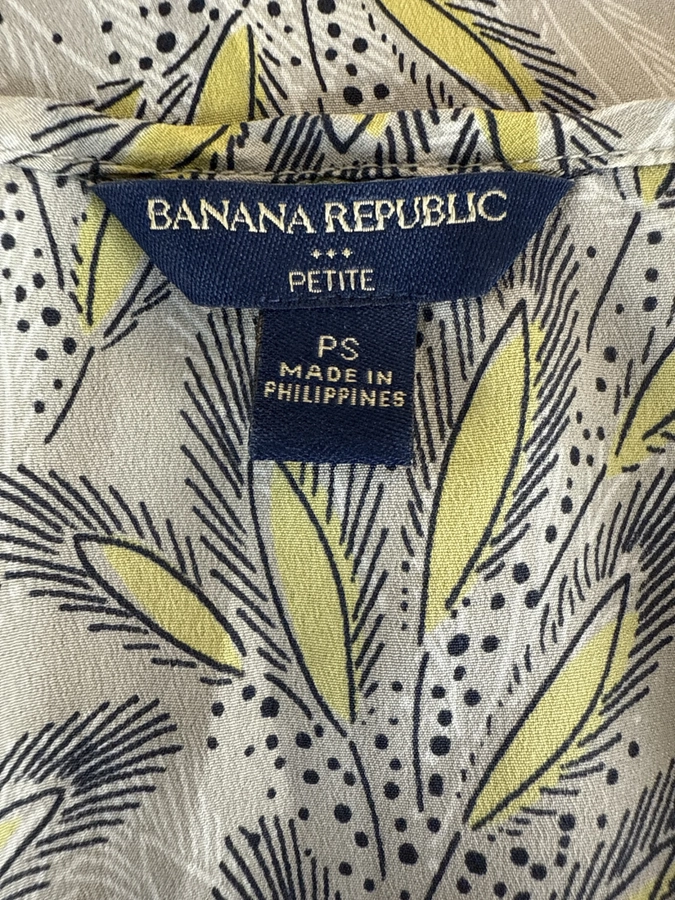 BANANA REPUBLIC
PETITE
PS
MADE IN
PHILIPPINES